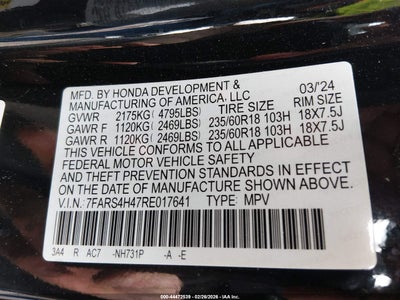 MFD. BY HONDA DEVELOPMENT & 03/'24
MANUFACTURING OF AMERICA, LLC
GVWR 2175KG(4795LBS) TIRE SIZE RIM SIZE
GAWR F 1120KG(2469LBS) 235/60R18 103H 18X7.5J
GAWR R 1120KG(2469LBS) 235/60R18 103H 18X7.5J
THIS VEHICLE CONFORMS TO ALL APPLICABLE
FEDERAL MOTOR VEHICLE SAFETY
AND THEFT PREVENTION STANDARDS IN EFFECT
ON THE DATE OF MANUFACTURE SHOWN ABOVE.
V.I.N. 7FARS4H47RE017641 TYPE: MPV
3A4 R AC7 -NH731P -A -E
000-44472539 - 02/26/2026 - IAA Inc.